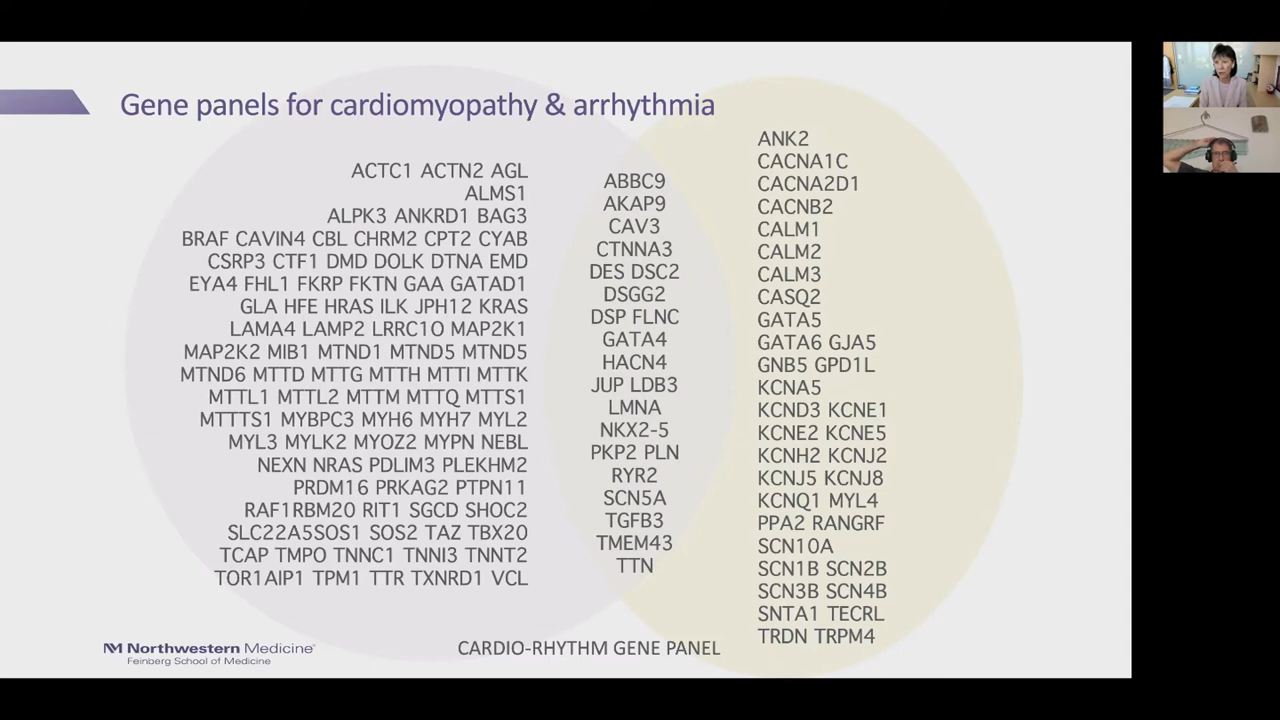 Gene panels for cardiomyopathy & arrhythmia
ACTC1 ACTN2 AGL
ALMS1
ALPK3 ANKRD1 BAG3
BRAF CAVIN4 CBL CHRM2 CPT2 CYAB
CSRP3 CTF1 DMD DOLK DTNA EMD
EYA4 FHL1 FKRP FKTN GAA GATAD1
GLA HFE HRAS ILK JPH12 KRAS
LAMA4 LAMP2 LRRC1O MAP2K1
MAP2K2 MIB1 MTND1 MTND5 MTND5
MTND6 MTTD MTTG MTTH MTTI MTTK
MTTL1 MTTL2 MTTM MTTQ MTTS1
MTTTS1 MYBPC3 MYH6 MYH7 MYL2
MYL3 MYLK2 MYOZ2 MYPN NEBL
NEXN NRAS PDLIM3 PLEKHM2
PRDM16 PRKAG2 PTPN11
RAF1RBM20 RIT1 SGCD SHOC2
SLC22A5SOS1 SOS2 TAZ TBX20
TCAP TMPO TNNC1 TNNI3 TNNT2
TOR1AIP1 TPM1 TTR TXNRD1 VCL
ABBC9
AKAP9
CAV3
CTNNA3
DES DSC2
DSGG2
DSP FLNC
GATA4
HACN4
JUP LDB3
LMNA
NKX2-5
PKP2 PLN
RYR2
SCN5A
TGFB3
TMEM43
TTN
ANK2
CACNA1C
CACNA2D1
CACNB2
CALM1
CALM2
CALM3
CASQ2
GATA5
GATA6 GJA5
GNB5 GPD1L
KCNA5
KCND3 KCNE1
KCNE2 KCNE5
KCNH2 KCNJ2
KCNJ5 KCNJ8
KCNQ1 MYL4
PPA2 RANGRF
SCN10A
SCN1B SCN2B
SCN3B SCN4B
SNTA1 TECRL
TRDN TRPM4
Northwestern Medicine®
Feinberg School of Medicine
CARDIO-RHYTHM GENE PANEL